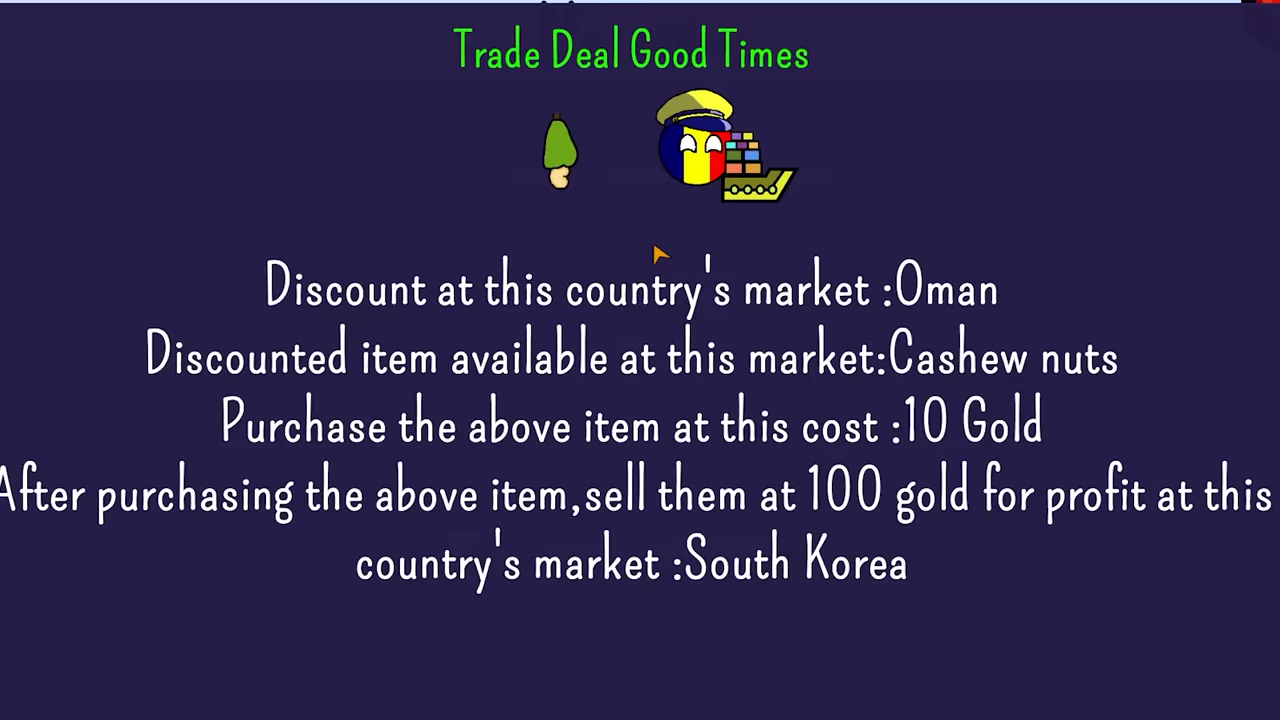 Trade Deal Good Times
Discount at this country's market :Oman
Discounted item available at this market:Cashew nuts
Purchase the above item at this cost :10 Gold
After purchasing the above item,sell them at 100 gold for profit at this
country's market :South Korea